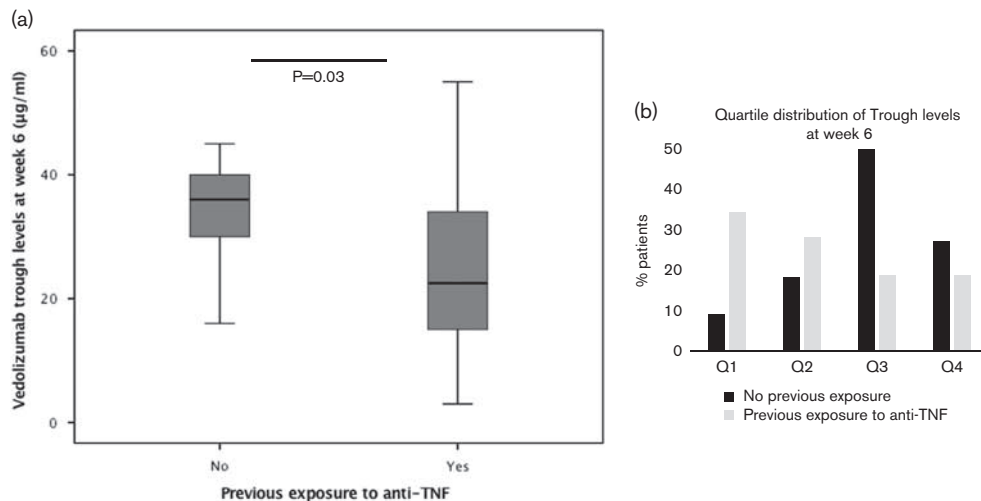 (a)
60
40
20
0
Vedolizumab trough levels at week 6 (µg/ml)
P=0.03
No
Yes
Previous exposure to anti-TNF
(b)
Quartile distribution of Trough levels
at week 6
50
40
30
20
10
0
% patients
Q1
Q2
Q3
Q4
No previous exposure
Previous exposure to anti-TNF